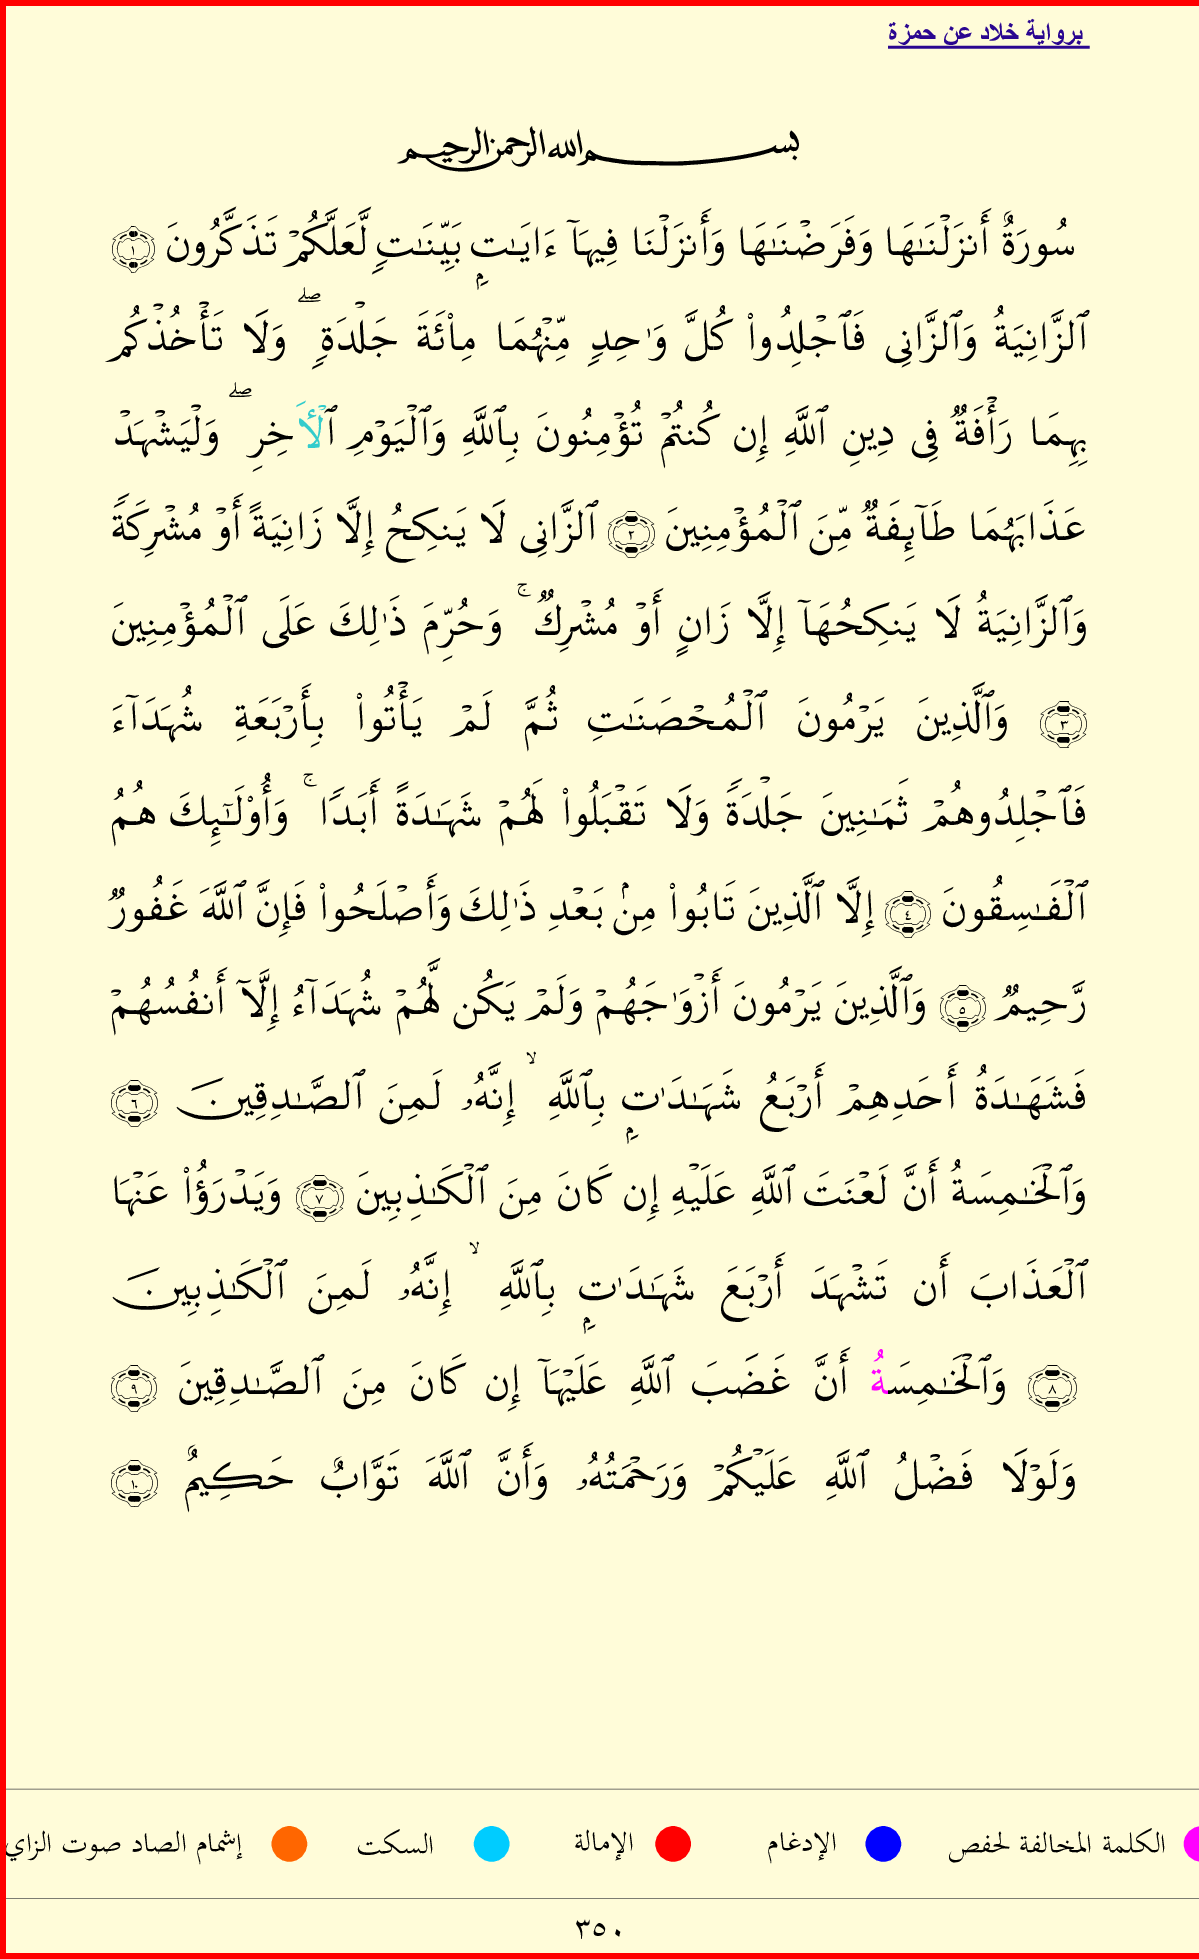 برواية خلاد عن حمزة
بسم الله الرحمن الرحيم
سُورَةٌ أَنزَلۡنَٰهَا وَفَرَضۡنَٰهَا وَأَنزَلۡنَا فِيهَآ ءَايَٰتِۭ بَيِّنَٰتٖ لَّعَلَّكُمۡ تَذَكَّرُونَ ١
ٱلزَّانِيَةُ وَٱلزَّانِي فَٱجۡلِدُواْ كُلَّ وَٰحِدٖ مِّنۡهُمَا مِاْئَةَ جَلۡدَةٖۖ وَلَا تَأۡخُذۡكُم
بِهِمَا رَأۡفَةٞ فِي دِينِ ٱللَّهِ إِن كُنتُمۡ تُؤۡمِنُونَ بِٱللَّهِ وَٱلۡيَوۡمِ ٱلۡأٓخِرِۖ وَلۡيَشۡهَدۡ
عَذَابَهُمَا طَآئِفَةٞ مِّنَ ٱلۡمُؤۡمِنِينَ ٢ ٱلزَّانِي لَا يَنكِحُ إِلَّا زَانِيَةً أَوۡ مُشۡرِكَةٗ
وَٱلزَّانِيَةُ لَا يَنكِحُهَآ إِلَّا زَانٍ أَوۡ مُشۡرِكٞۚ وَحُرِّمَ ذَٰلِكَ عَلَى ٱلۡمُؤۡمِنِينَ
٣ وَٱلَّذِينَ يَرۡمُونَ ٱلۡمُحۡصَنَٰتِ ثُمَّ لَمۡ يَأۡتُواْ بِأَرۡبَعَةِ شُهَدَآءَ
فَٱجۡلِدُوهُمۡ ثَمَٰنِينَ جَلۡدَةٗ وَلَا تَقۡبَلُواْ لَهُمۡ شَهَٰدَةً أَبَدٗاۚ وَأُوْلَٰٓئِكَ هُمُ
ٱلۡفَٰسِقُونَ ٤ إِلَّا ٱلَّذِينَ تَابُواْ مِنۢ بَعۡدِ ذَٰلِكَ وَأَصۡلَحُواْ فَإِنَّ ٱللَّهَ غَفُورٞ
رَّحِيمٞ ٥ وَٱلَّذِينَ يَرۡمُونَ أَزۡوَٰجَهُمۡ وَلَمۡ يَكُن لَّهُمۡ شُهَدَآءُ إِلَّآ أَنفُسُهُمۡ
فَشَهَٰدَةُ أَحَدِهِمۡ أَرۡبَعُ شَهَٰدَٰتِۭ بِٱللَّهِۙ إِنَّهُۥ لَمِنَ ٱلصَّٰدِقِينَ ٦
وَٱلۡخَٰمِسَةُ أَنَّ لَعۡنَتَ ٱللَّهِ عَلَيۡهِ إِن كَانَ مِنَ ٱلۡكَٰذِبِينَ ٧ وَيَدۡرَؤُاْ عَنۡهَا
ٱلۡعَذَابَ أَن تَشۡهَدَ أَرۡبَعَ شَهَٰدَٰتِۭ بِٱللَّهِۙ إِنَّهُۥ لَمِنَ ٱلۡكَٰذِبِينَ
٨ وَٱلۡخَٰمِسَةُ أَنَّ غَضَبَ ٱللَّهِ عَلَيۡهَآ إِن كَانَ مِنَ ٱلصَّٰدِقِينَ ٩
وَلَوۡلَا فَضۡلُ ٱللَّهِ عَلَيۡكُمۡ وَرَحۡمَتُهُۥ وَأَنَّ ٱللَّهَ تَوَّابٌ حَكِيمٌ ١٠
الكلمة المخالفة لحفص الإدغام الإمالة السكت إشمام الصاد صوت الزاي
٣٥٠